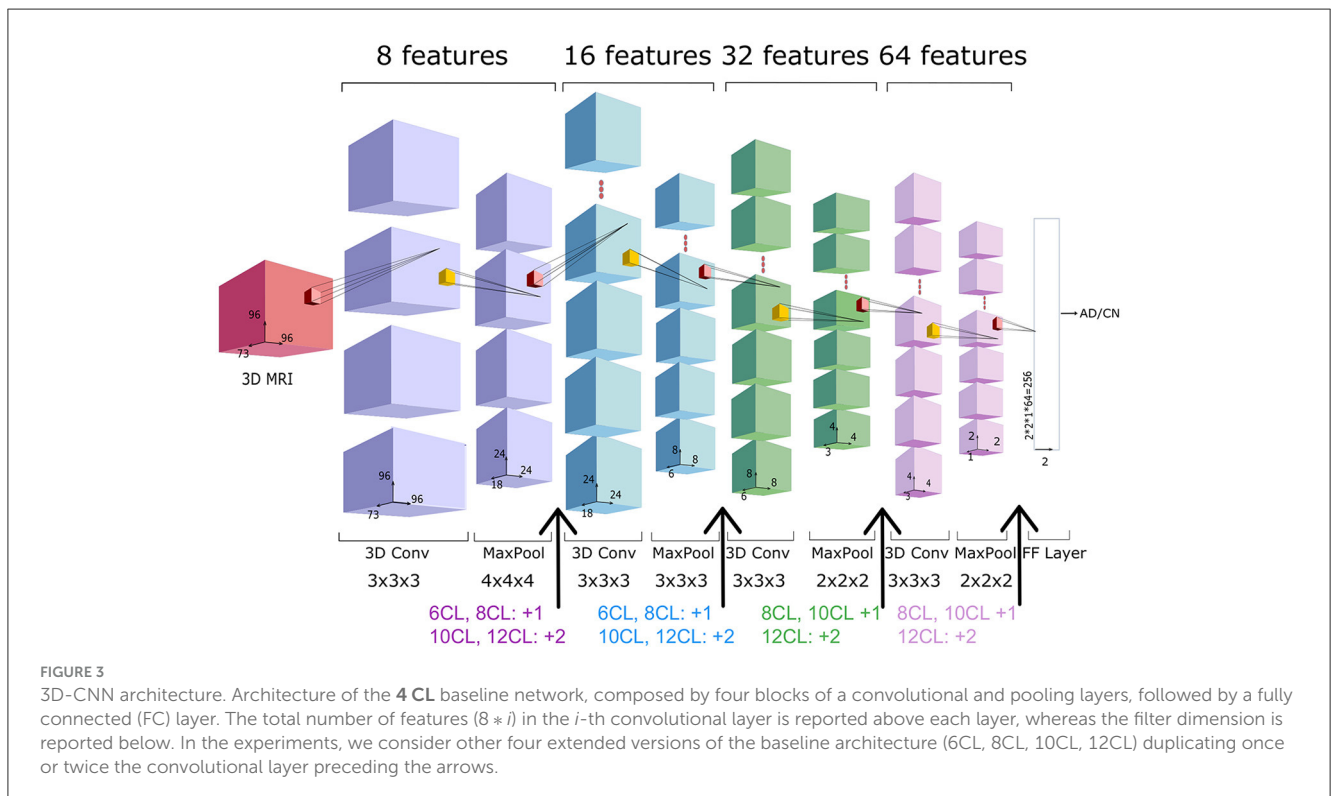 8 features 16 features 32 features 64 features
96
96
73
3D MRI
96
96
73
24
24
18
24
24
18
8
8
6
8
8
6
4
4
3
4
4
3
2
2
1
2*2*1*64=256
2
AD/CN
3D Conv MaxPool 3D Conv MaxPool 3D Conv MaxPool 3D Conv MaxPool FF Layer
3x3x3 4x4x4 3x3x3 3x3x3 3x3x3 2x2x2 3x3x3 2x2x2
6CL, 8CL: +1 6CL, 8CL: +1 8CL, 10CL +1 8CL, 10CL +1
10CL, 12CL: +2 10CL, 12CL: +2 12CL: +2 12CL: +2
FIGURE 3
3D-CNN architecture. Architecture of the 4 CL baseline network, composed by four blocks of a convolutional and pooling layers, followed by a fully
connected (FC) layer. The total number of features (8 * i) in the i-th convolutional layer is reported above each layer, whereas the filter dimension is
reported below. In the experiments, we consider other four extended versions of the baseline architecture (6CL, 8CL, 10CL, 12CL) duplicating once
or twice the convolutional layer preceding the arrows.